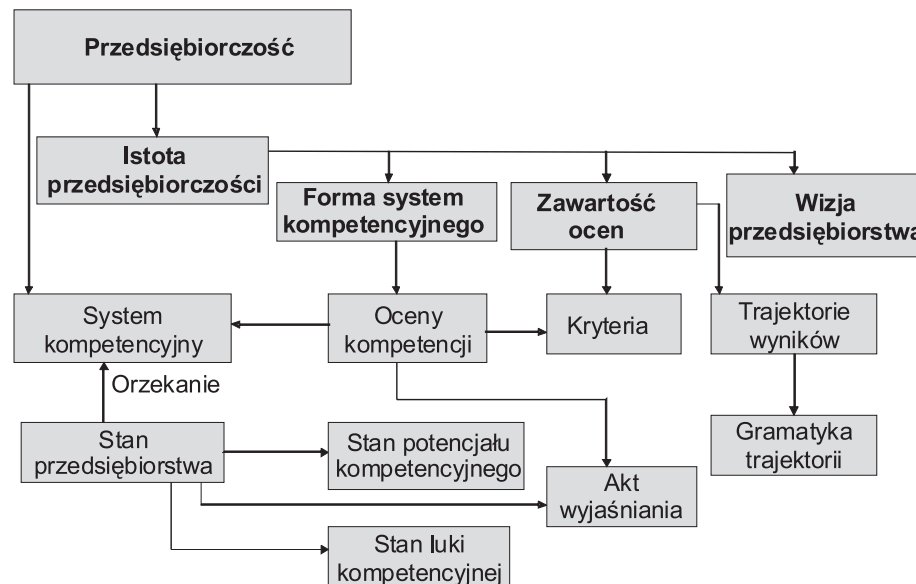 Przedsiębiorczość
Istota
przedsiębiorczości
Forma system
kompetencyjnego
Zawartość
ocen
Wizja
przedsiębiorstwa
System
kompetencyjny
Oceny
kompetencji
Kryteria
Trajektorie
wyników
Orzekanie
Stan
przedsiębiorstwa
Stan potencjału
kompetencyjnego
Gramatyka
trajektorii
Akt
wyjaśniania
Stan luki
kompetencyjnej